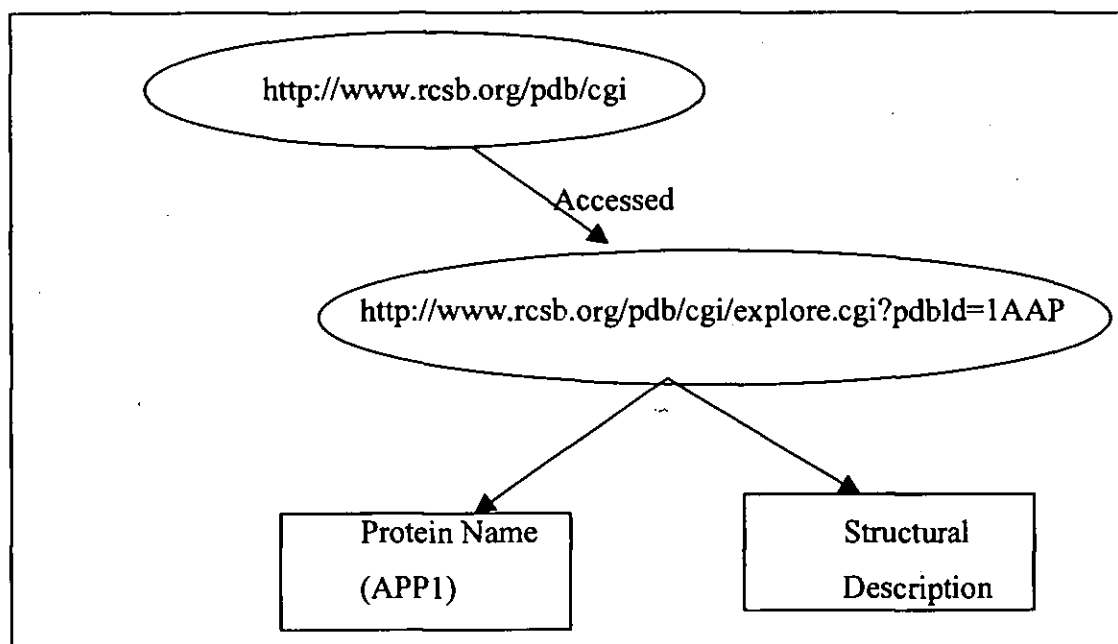 http://www.rcsb.org/pdb/cgi
Accessed
http://www.rcsb.org/pdb/cgi/explore.cgi?pdbId=1AAP
Protein Name
(APP1)
Structural
Description